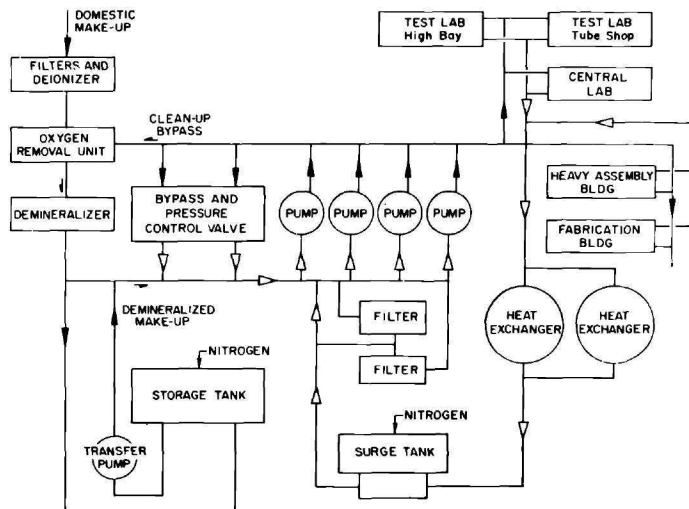 DOMESTIC
MAKE-UP
FILTERS AND
DEIONIZER
OXYGEN
REMOVAL UNIT
DEMINERALIZER
CLEAN-UP
BYPASS
BYPASS AND
PRESSURE
CONTROL VALVE
PUMP
PUMP
PUMP
PUMP
TEST LAB
High Bay
TEST LAB
Tube Shop
CENTRAL
LAB
HEAVY ASSEMBLY
BLDG
FABRICATION
BLDG
DEMINERALIZED
MAKE-UP
FILTER
FILTER
HEAT
EXCHANGER
HEAT
EXCHANGER
NITROGEN
STORAGE TANK
TRANSFER
PUMP
NITROGEN
SURGE TANK